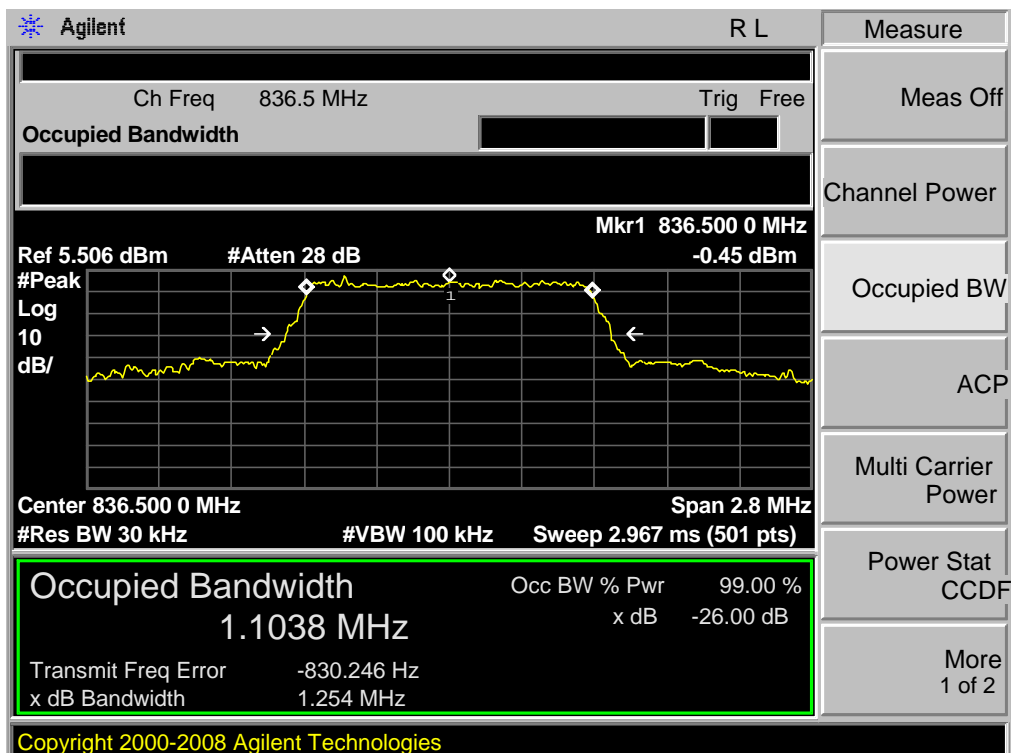 Agilent R L
Measure
Ch Freq 836.5 MHz Trig Free
Occupied Bandwidth
Mkr1 836.500 0 MHz
Ref 5.506 dBm #Atten 28 dB -0.45 dBm
#Peak
Log
10
dB/
1
Center 836.500 0 MHz Span 2.8 MHz
#Res BW 30 kHz #VBW 100 kHz Sweep 2.967 ms (501 pts)
Occupied Bandwidth Occ BW % Pwr 99.00 %
1.1038 MHz x dB -26.00 dB
Transmit Freq Error -830.246 Hz
x dB Bandwidth 1.254 MHz
Meas Off
Channel Power
Occupied BW
ACP
Multi Carrier
Power
Power Stat
CCDF
More
1 of 2
Copyright 2000-2008 Agilent Technologies